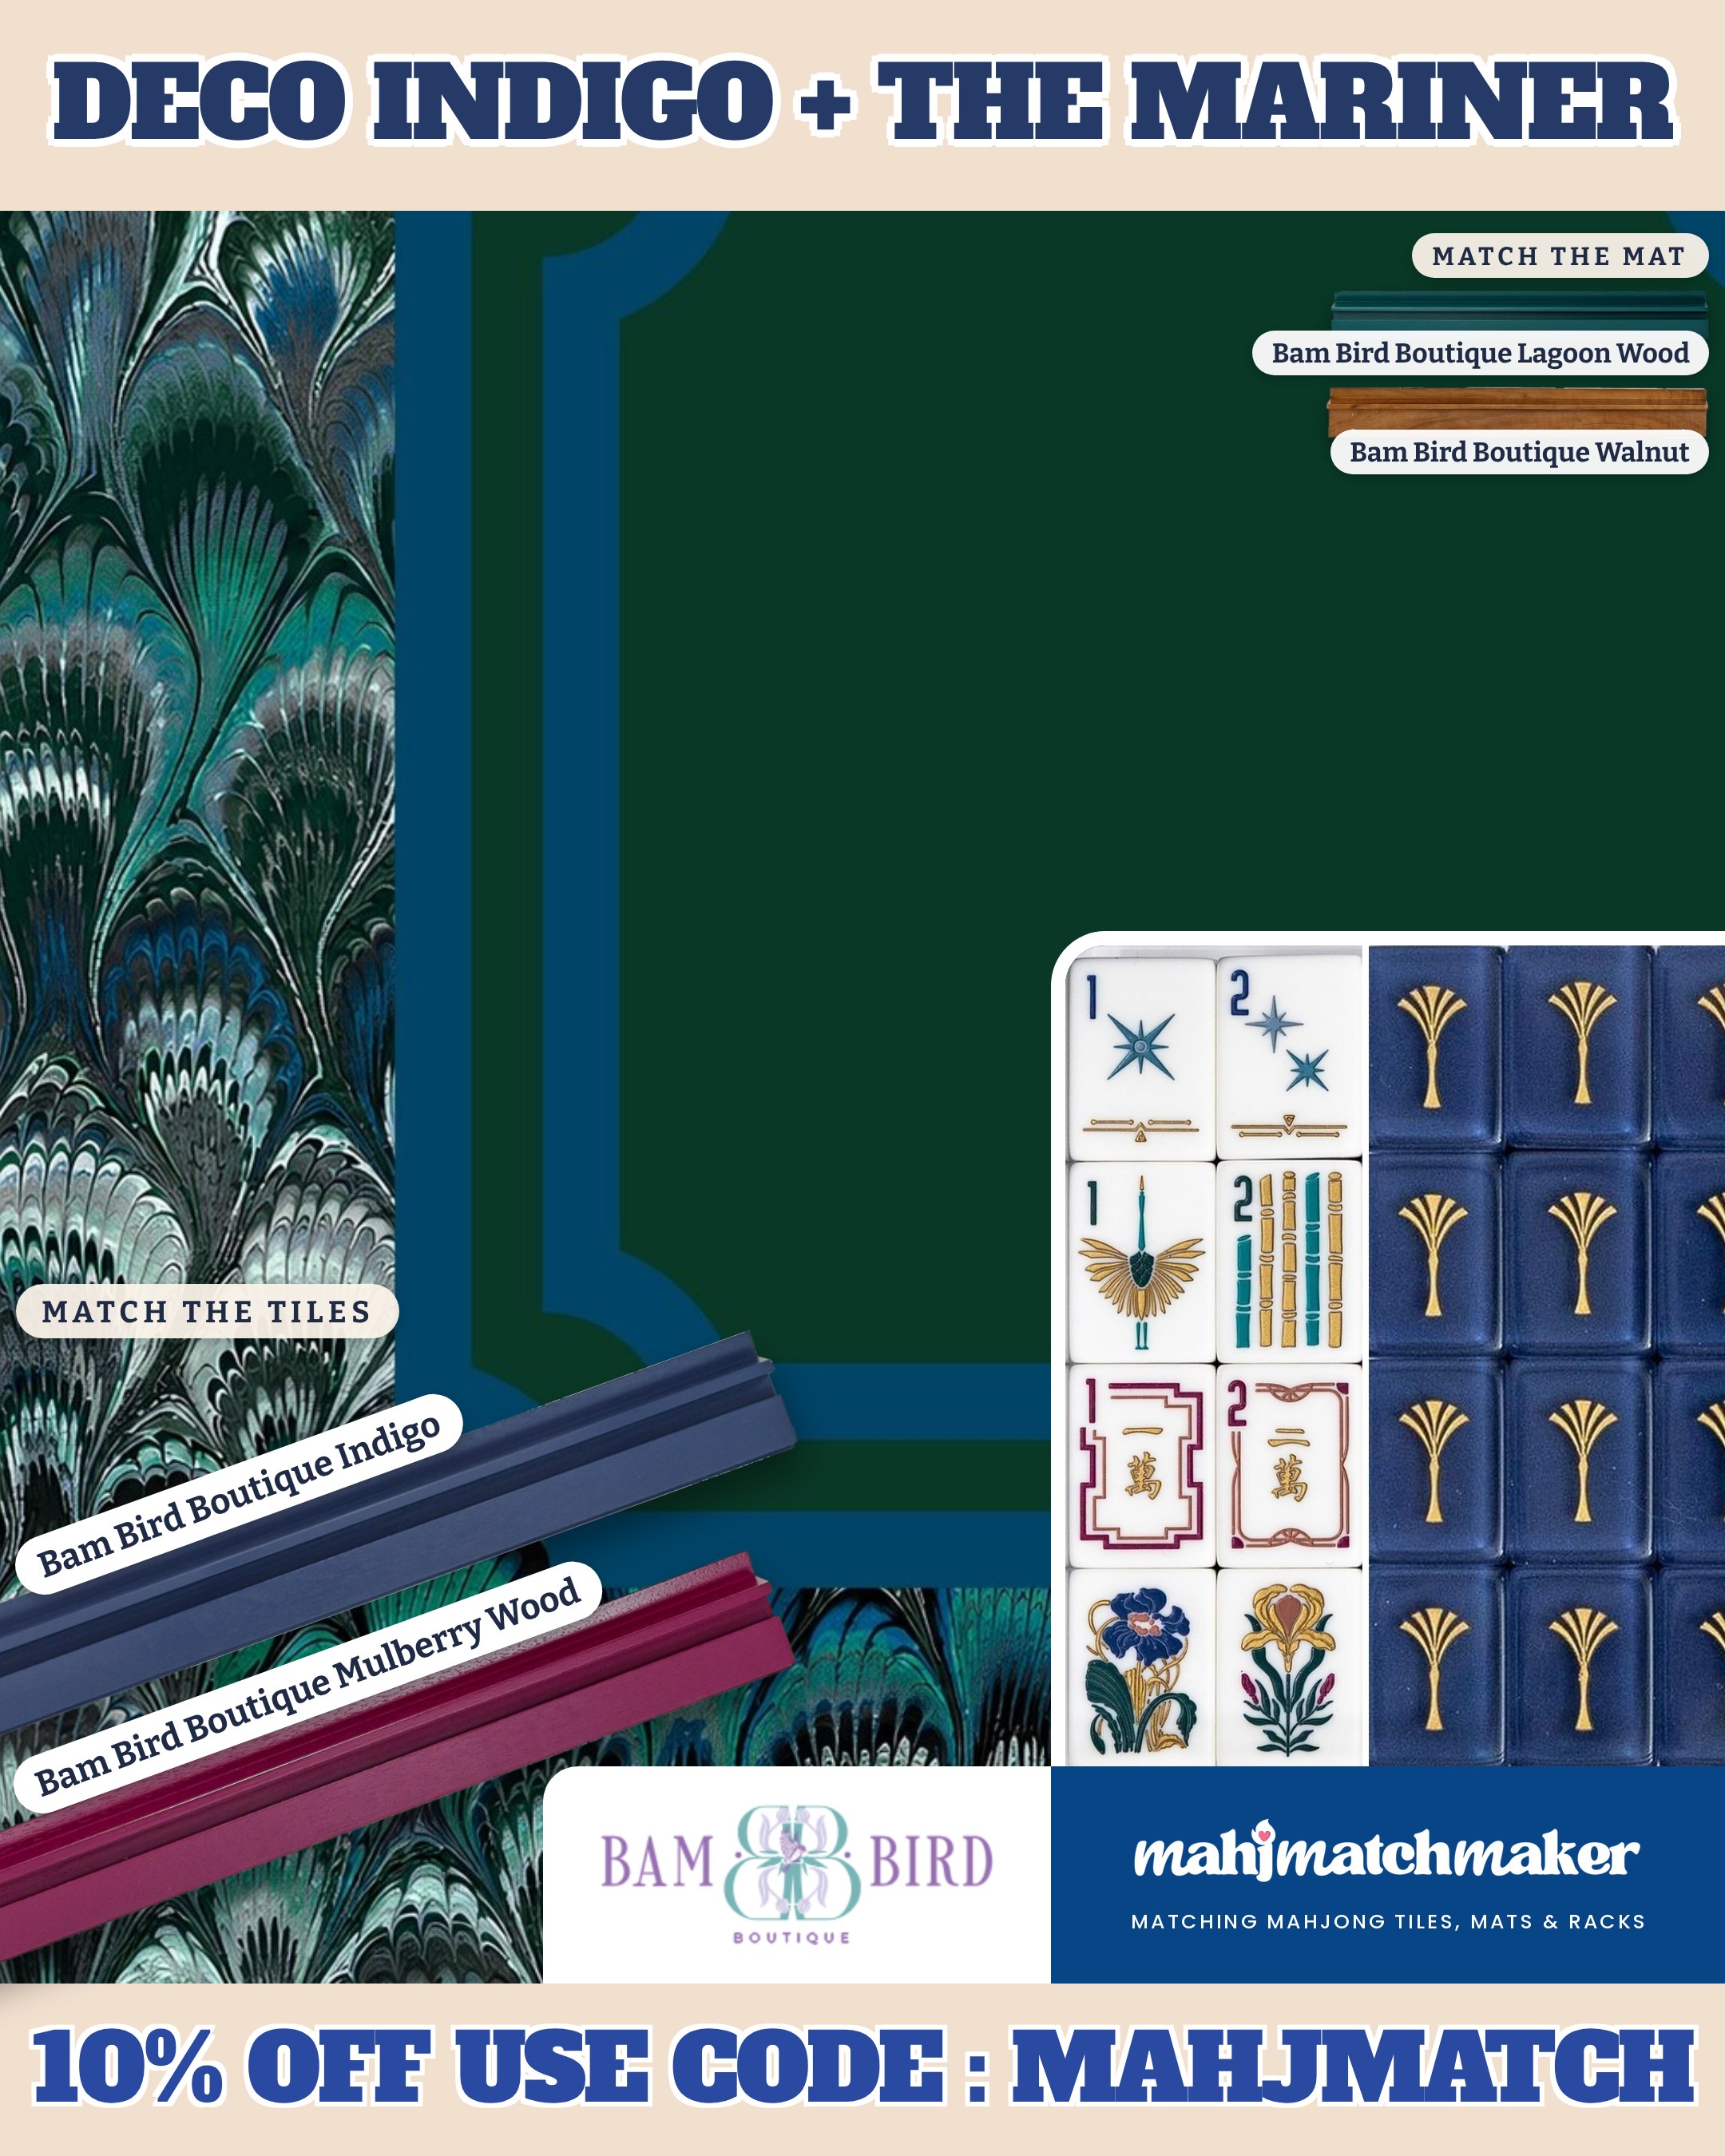 DECO INDIGO + THE MARINER
MATCH THE MAT
Bam Bird Boutique Lagoon Wood
Bam Bird Boutique Walnut
1
2
1
2
1
2
一
二
萬
萬
MATCH THE TILES
Bam Bird Boutique Indigo
Bam Bird Boutique Mulberry Wood
BAM BIRD
BOUTIQUE
mahjmatchmaker
MATCHING MAHJONG TILES, MATS & RACKS
10% OFF USE CODE : MAHJMATCH